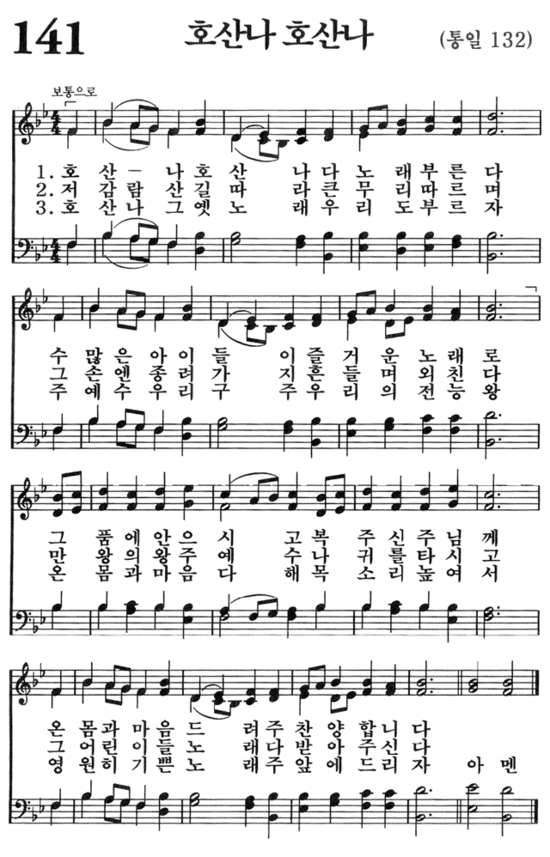 141 호산나 호산나 (통일 132)
보통으로
1. 호 산 - 나 호 산 나 다 노 래 부 른 다
2. 저 감 람 산 길 따 라 큰 무 리 따 르 며
3. 호 산 나 그 옛 노 래 우 리 도 부 르 자
수 많 은 아 이 들 이 즐 거 운 노 래 로
그 손 엔 종 려 가 지 흔 들 며 외 친 다
주 예 수 우 리 구 주 우 리 의 전 능 왕
그 품 에 안 으 시 고 복 주 신 주 님 께
만 왕 의 왕 주 예 수 나 귀 를 타 시 고
온 몸 과 마 음 다 해 목 소 리 높 여 서
온 몸 과 마 음 드 려 주 찬 양 합 니 다
그 어 린 이 들 노 래 다 받 아 주 신 다
영 원 히 기 쁜 노 래 주 앞 에 드 리 자 아 멘